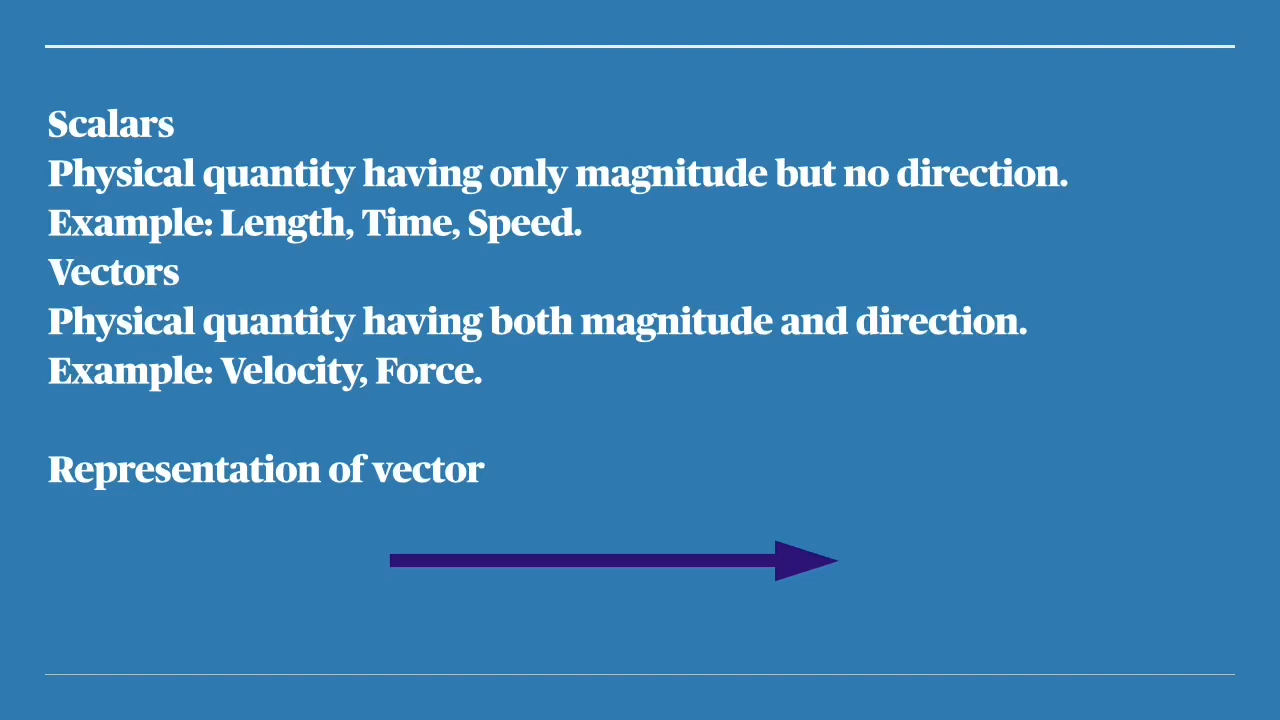 Scalars
Physical quantity having only magnitude but no direction.
Example: Length, Time, Speed.
Vectors
Physical quantity having both magnitude and direction.
Example: Velocity, Force.
Representation of vector